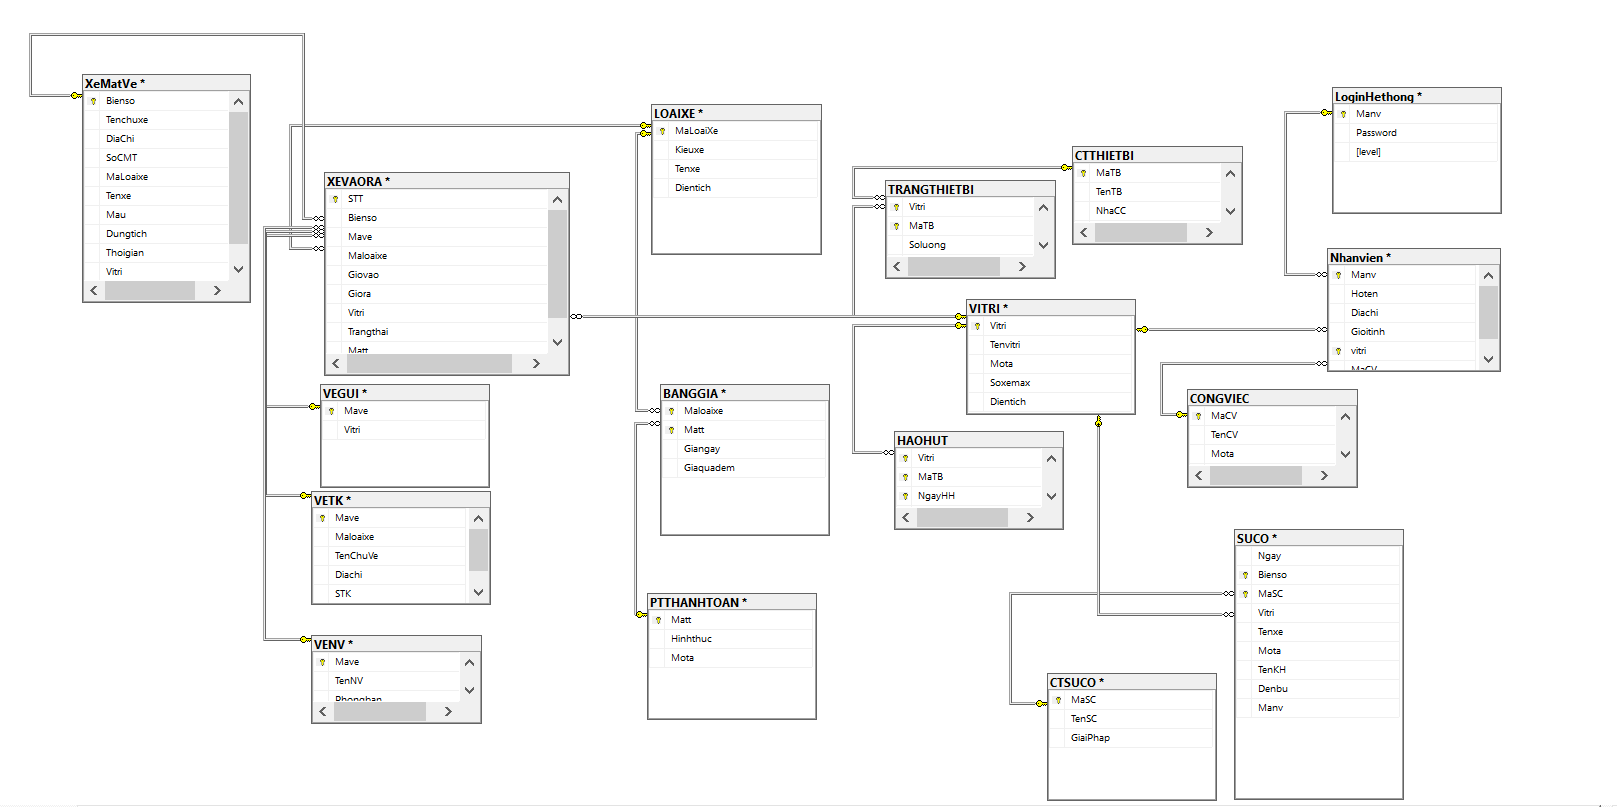 XeMatVe *
Bienso
Tenchuxe
DiaChi
SoCMT
MaLoaixe
Tenxe
Mau
Dungtich
Thoigian
Vitri
XEVAORA *
STT
Bienso
Mave
Maloaixe
Giovao
Giora
Vitri
Trangthai
Matt
VEGUI *
Mave
Vitri
VETK *
Mave
Maloaixe
TenChuVe
Diachi
STK
VENV *
Mave
TenNV
Phongban
LOAIXE *
MaLoaiXe
Kieuxe
Tenxe
Dientich
BANGGIA *
Maloaixe
Matt
Giangay
Giaquadem
PTTHANHTOAN *
Matt
Hinhthuc
Mota
TRANGTHIETBI
Vitri
MaTB
Soluong
CTTHIETBI
MaTB
TenTB
NhaCC
VITRI *
Vitri
Tenvitri
Mota
Soxemax
Dientich
HAOHUT
Vitri
MaTB
NgayHH
LoginHethong *
Manv
Password
[level]
Nhanvien *
Manv
Hoten
Diachi
Gioitinh
vitri
MaCV
CONGVIEC
MaCV
TenCV
Mota
SUCO *
Ngay
Bienso
MaSC
Vitri
Tenxe
Mota
TenKH
Denbu
Manv
CTSUCO *
MaSC
TenSC
GiaiPhap